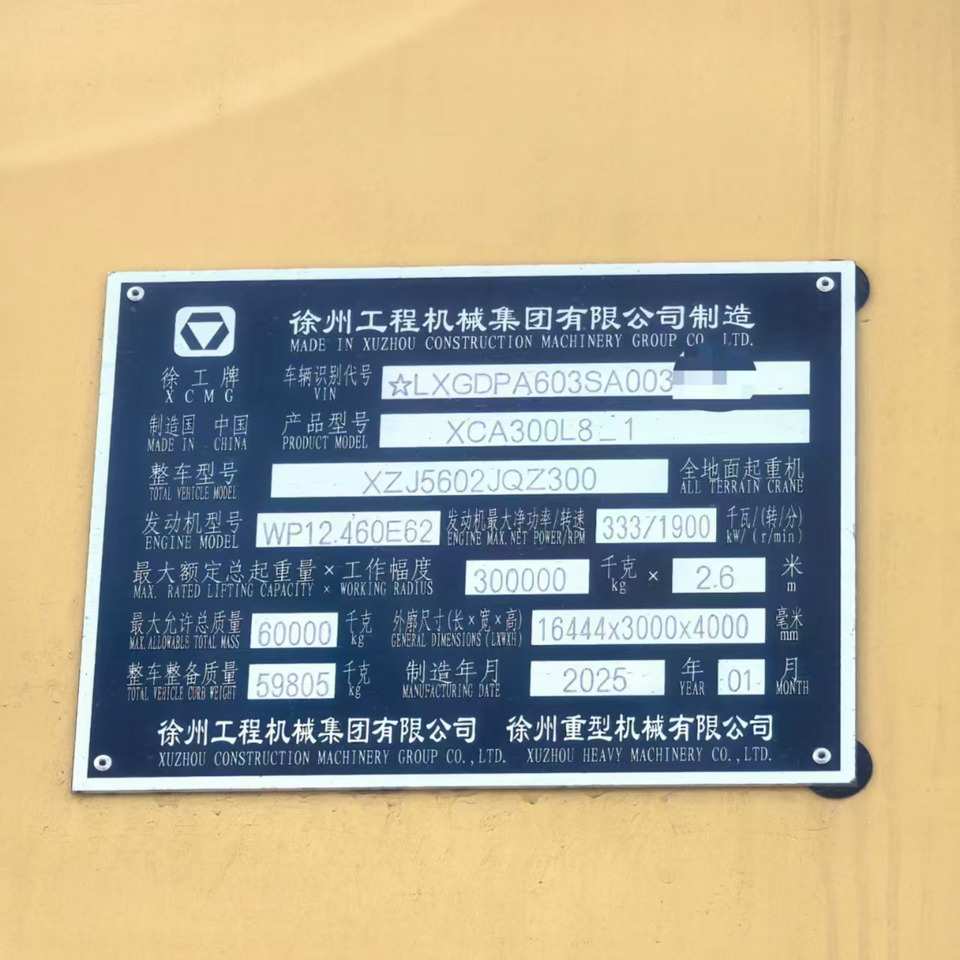 徐州工程机械集团有限公司制造
MADE IN XUZHOU CONSTRUCTION MACHINERY GROUP CO., LTD.
徐工牌
XCMG
车辆识别代号 ☆LXGDPA603SA003
VIN
制造国 中国 产品型号 XCA300L8_1
MADE IN CHINA PRODUCT MODEL
整车型号 XZJ5602JQZ300 全地面起重机
TOTAL VEHICLE MODEL ALL TERRAIN CRANE
发动机型号 WP12.460E62 发动机最大净功率/转速 333/1900 千瓦/(转/分)
ENGINE MODEL ENGINE MAX.NET POWER/RPM kW/(r/min)
最大额定总起重量×工作幅度 300000 千克 × 2.6 米
MAX. RATED LIFTING CAPACITY × WORKING RADIUS kg m
最大允许总质量 60000 千克 外廓尺寸(长×宽×高) 16444x3000x4000 毫米
MAX.ALLOWABLE TOTAL MASS kg GENERAL DIMENSIONS (LXWXH) mm
整车整备质量 59805 千克 制造年月 2025 年 01 月
TOTAL VEHICLE CURB WEIGHT kg MANUFACTURING DATE YEAR MONTH
徐州工程机械集团有限公司 徐州重型机械有限公司
XUZHOU CONSTRUCTION MACHINERY GROUP CO.,LTD. XUZHOU HEAVY MACHINERY CO.,LTD.